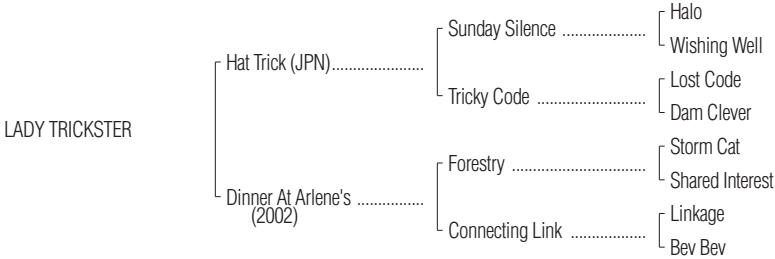 Halo
Sunday Silence ....................
Wishing Well
Hat Trick (JPN)......................
Lost Code
Tricky Code ..........................
Dam Clever
LADY TRICKSTER
Storm Cat
Forestry ................................
Shared Interest
Dinner At Arlene's ................
(2002)
Linkage
Connecting Link ..................
Bev Bev